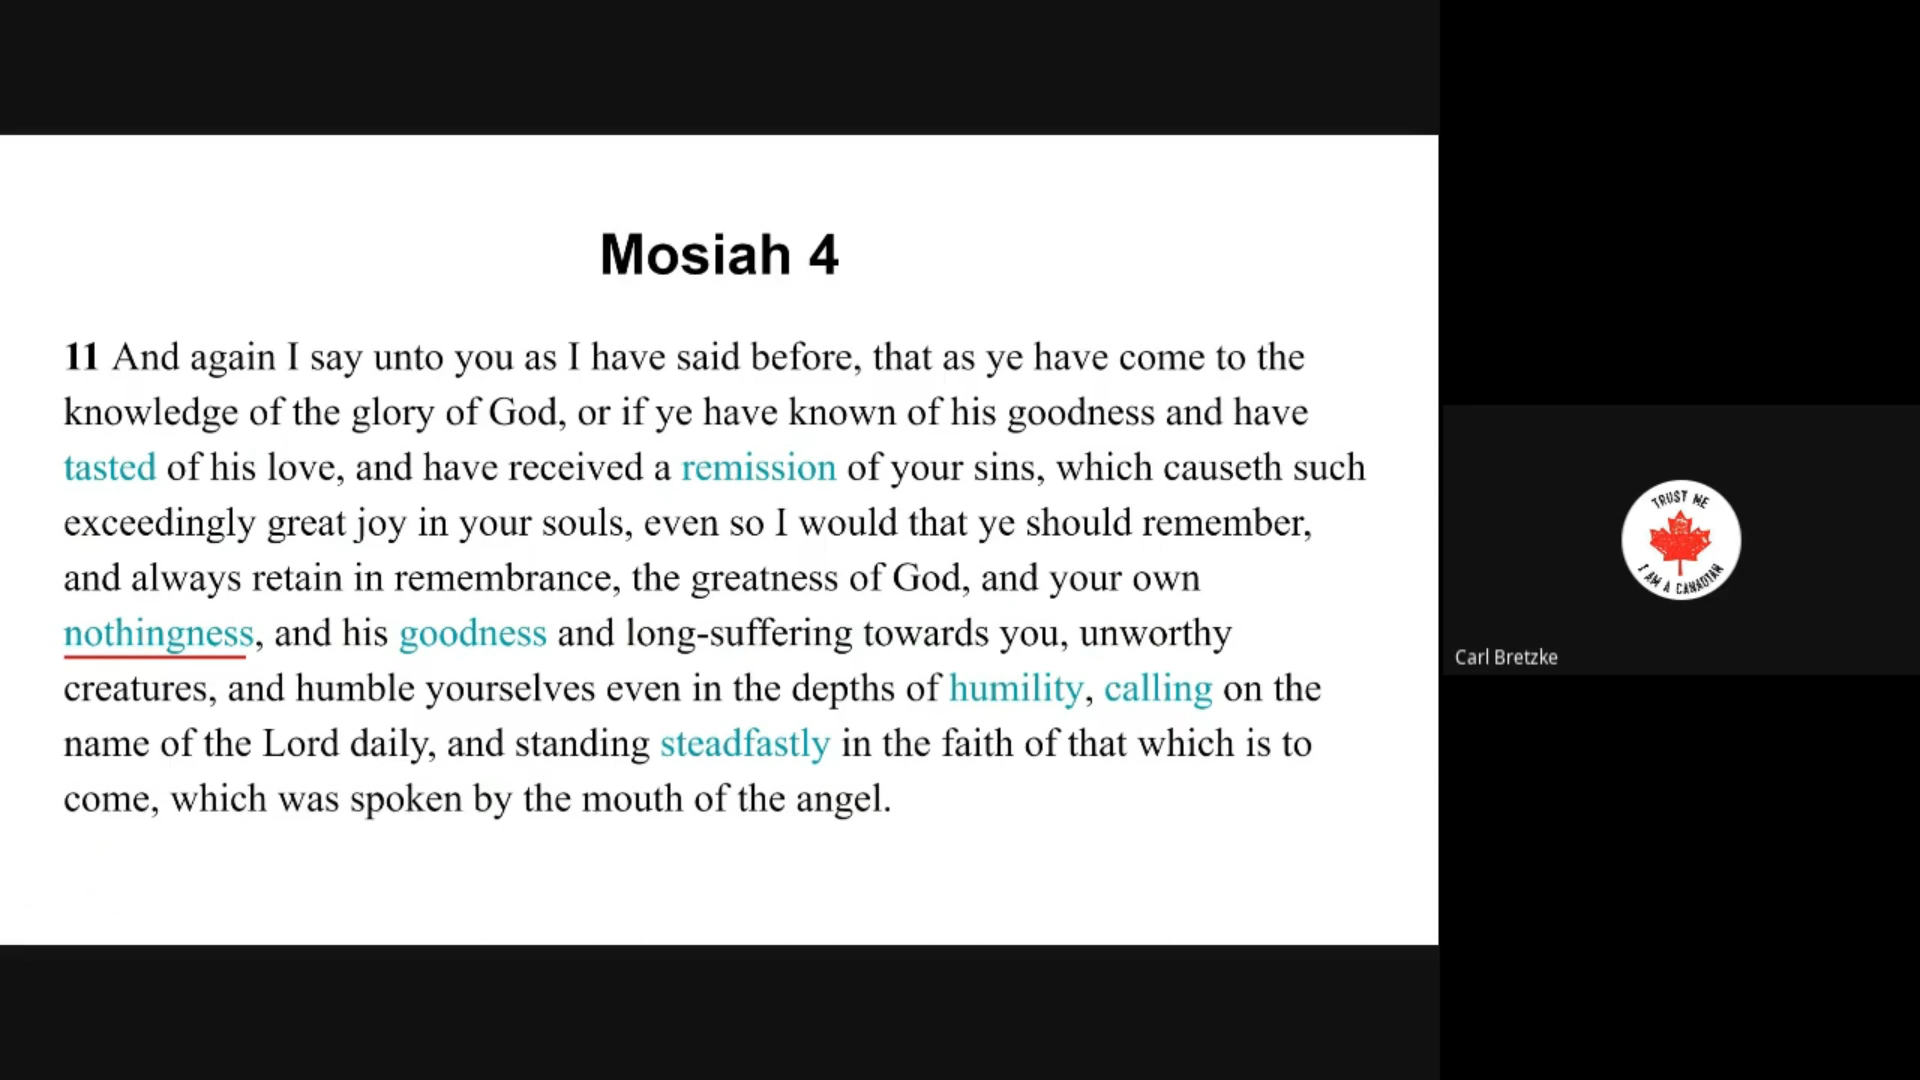 Mosiah 4
11 And again I say unto you as I have said before, that as ye have come to the
knowledge of the glory of God, or if ye have known of his goodness and have
tasted of his love, and have received a remission of your sins, which causeth such
exceedingly great joy in your souls, even so I would that ye should remember,
and always retain in remembrance, the greatness of God, and your own
nothingness, and his goodness and long-suffering towards you, unworthy
creatures, and humble yourselves even in the depths of humility, calling on the
name of the Lord daily, and standing steadfastly in the faith of that which is to
come, which was spoken by the mouth of the angel.
TRUST ME
I AM A CANADIAN
Carl Bretzke